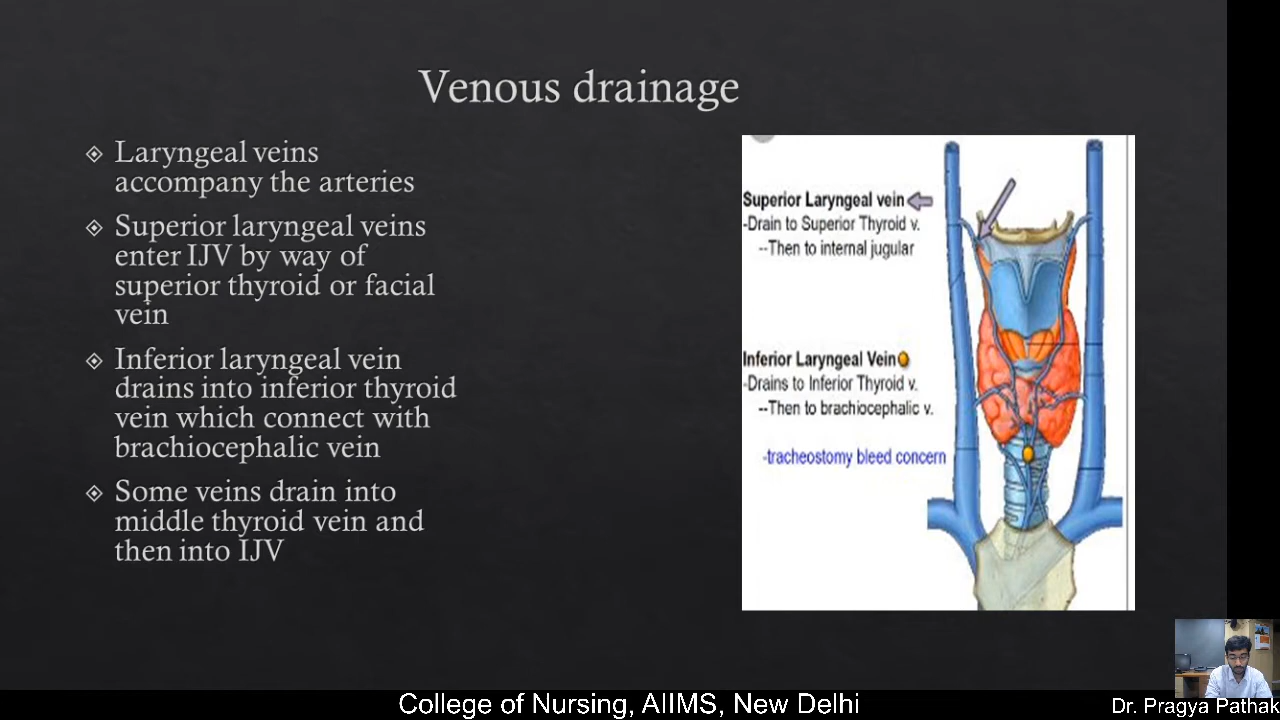 Venous drainage
Laryngeal veins
accompany the arteries
Superior laryngeal veins
enter IJV by way of
superior thyroid or facial
vein
Inferior laryngeal vein
drains into inferior thyroid
vein which connect with
brachiocephalic vein
Some veins drain into
middle thyroid vein and
then into IJV
Superior Laryngeal vein
-Drain to Superior Thyroid v.
--Then to internal jugular
Inferior Laryngeal Vein
-Drains to Inferior Thyroid v.
--Then to brachiocephalic v.
-tracheostomy bleed concern
College of Nursing, AIIMS, New Delhi
Dr. Pragya Pathak